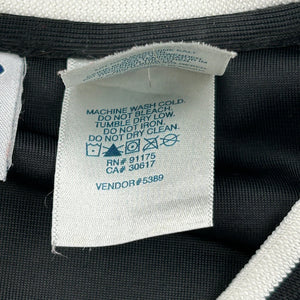 MACHINE WASH COLD.
DO NOT BLEACH.
TUMBLE DRY LOW.
DO NOT IRON.
DO NOT DRY CLEAN.
RN# 91175
CA# 30617
VENDOR#5389